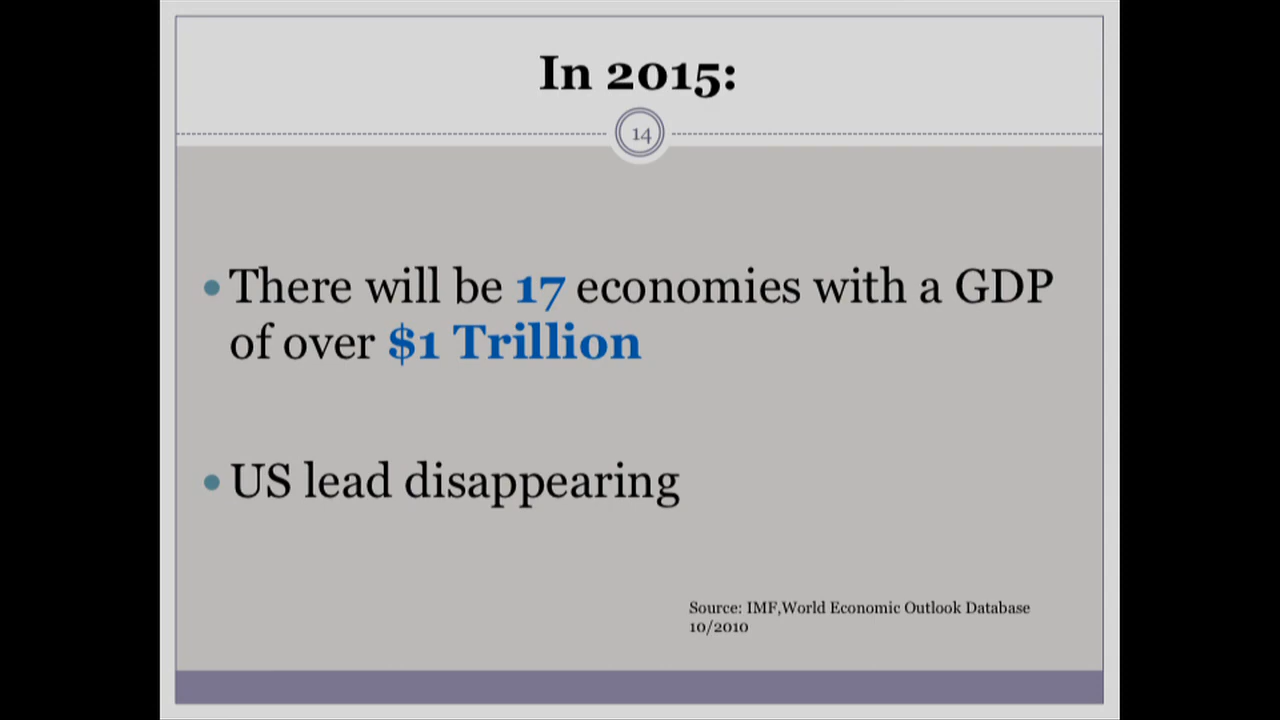 In 2015:
14
• There will be 17 economies with a GDP
of over $1 Trillion
• US lead disappearing
Source: IMF,World Economic Outlook Database
10/2010